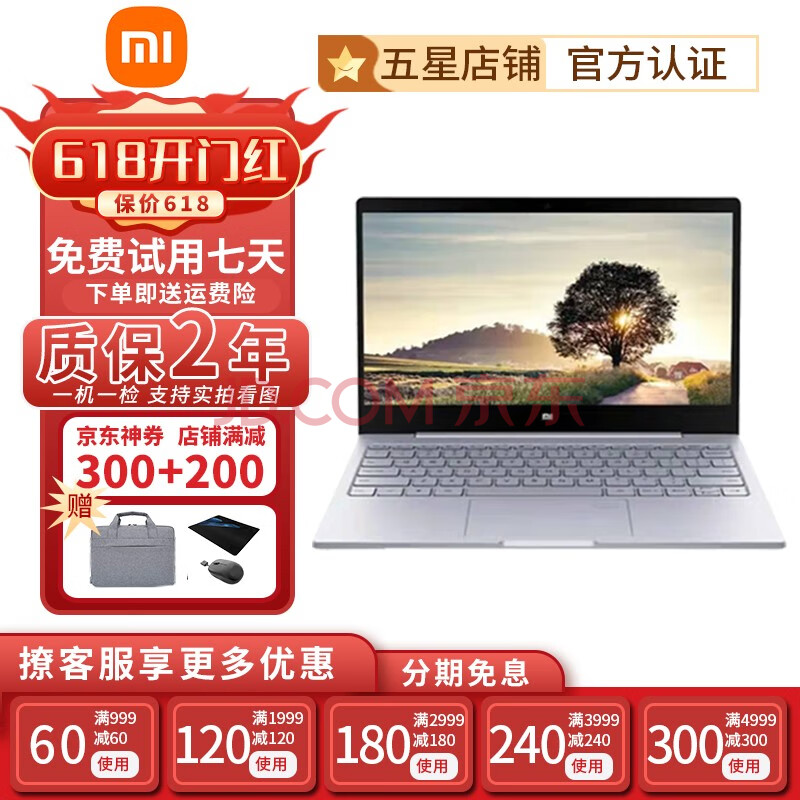 mi
五星店铺 官方认证
618开门红
保价618
免费试用七天
下单即送运费险
质保2年
一机一检 支持实拍看图
JD.COM 京东
京东神券 店铺满减
300+200
赠
mi
撩客服享更多优惠
分期免息
60
满999
减60
使用
120
满1999
减120
使用
180
满2999
减180
使用
240
满3999
减240
使用
300
满4999
减300
使用